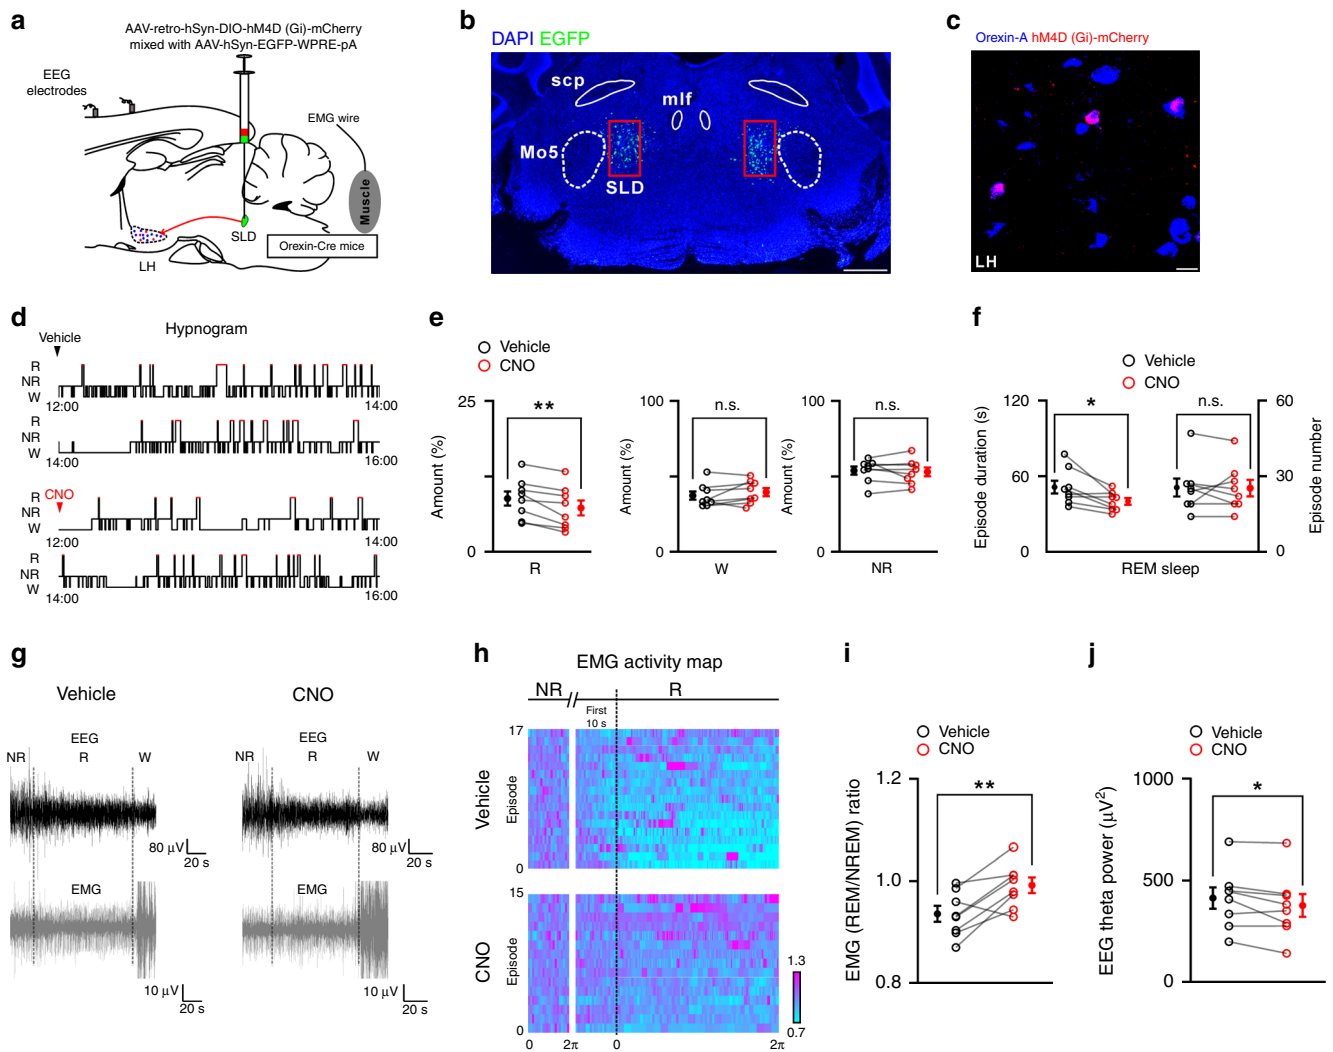 a
AAV-retro-hSyn-DIO-hM4D (Gi)-mCherry
mixed with AAV-hSyn-EGFP-WPRE-pA
EEG
electrodes
EMG wire
Muscle
SLD
Orexin-Cre mice
LH
b
DAPI EGFP
scp
mlf
Mo5
SLD
c
Orexin-A hM4D (Gi)-mCherry
LH
d
Hypnogram
Vehicle
R
NR
W
12:00
14:00
R
NR
W
14:00
16:00
CNO
R
NR
W
12:00
14:00
R
NR
W
14:00
16:00
e
Vehicle
CNO
25
0
Amount (%)
**
R
100
0
Amount (%)
n.s.
W
100
0
Amount (%)
n.s.
NR
f
Vehicle
CNO
120
60
0
Episode duration (s)
*
n.s.
60
30
0
Episode number
REM sleep
g
Vehicle
EEG
NR
R
W
80 µV
20 s
EMG
10 µV
20 s
CNO
EEG
NR
R
W
80 µV
20 s
EMG
10 µV
20 s
h
EMG activity map
NR
R
First
10 s
17
0
Vehicle
Episode
15
0
CNO
Episode
0
2π
0
2π
1.3
0.7
i
Vehicle
CNO
1.2
1.0
0.8
EMG (REM/NREM) ratio
**
j
Vehicle
CNO
1000
500
0
EEG theta power (µV²)
*